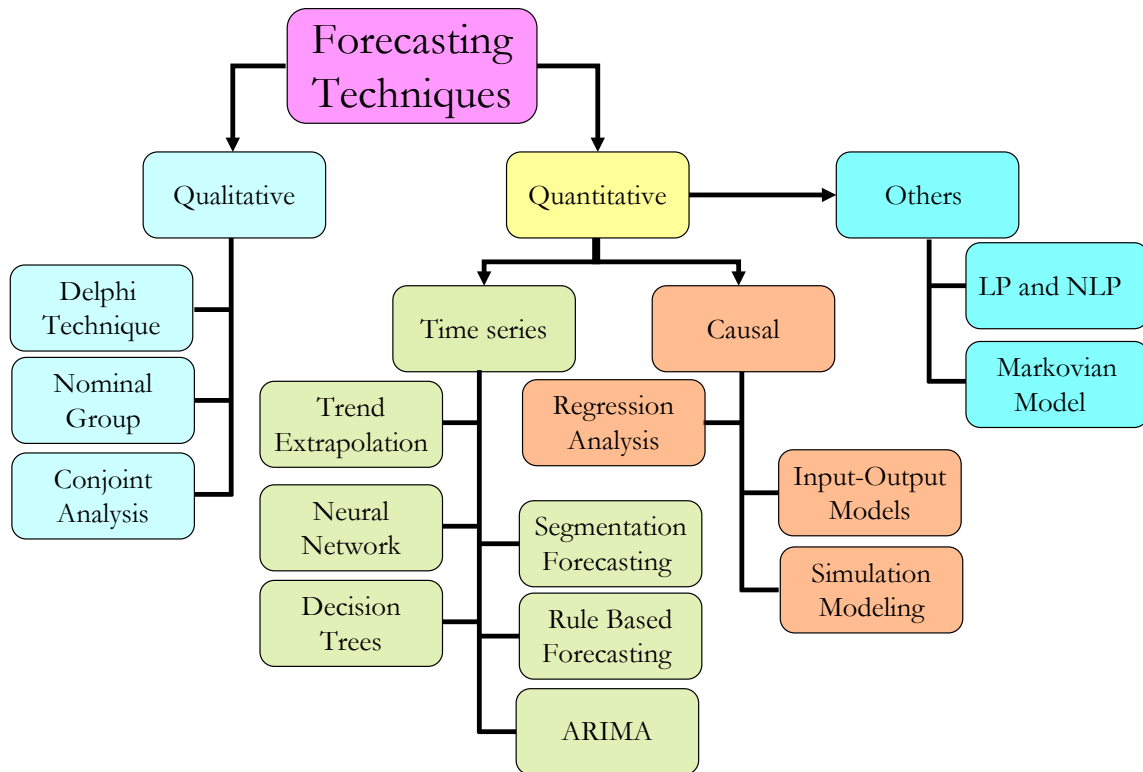 Forecasting
Techniques
Qualitative
Quantitative
Others
Delphi
Technique
Nominal
Group
Conjoint
Analysis
Time series
Causal
LP and NLP
Markovian
Model
Trend
Extrapolation
Neural
Network
Decision
Trees
Segmentation
Forecasting
Rule Based
Forecasting
ARIMA
Regression
Analysis
Input-Output
Models
Simulation
Modeling